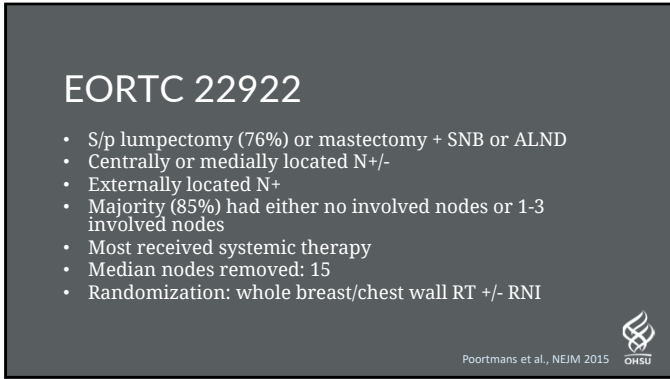 EORTC 22922
• S/p lumpectomy (76%) or mastectomy + SNB or ALND
• Centrally or medially located N+/-
• Externally located N+
• Majority (85%) had either no involved nodes or 1-3
involved nodes
• Most received systemic therapy
• Median nodes removed: 15
• Randomization: whole breast/chest wall RT +/- RNI
Poortmans et al., NEJM 2015
OHSU